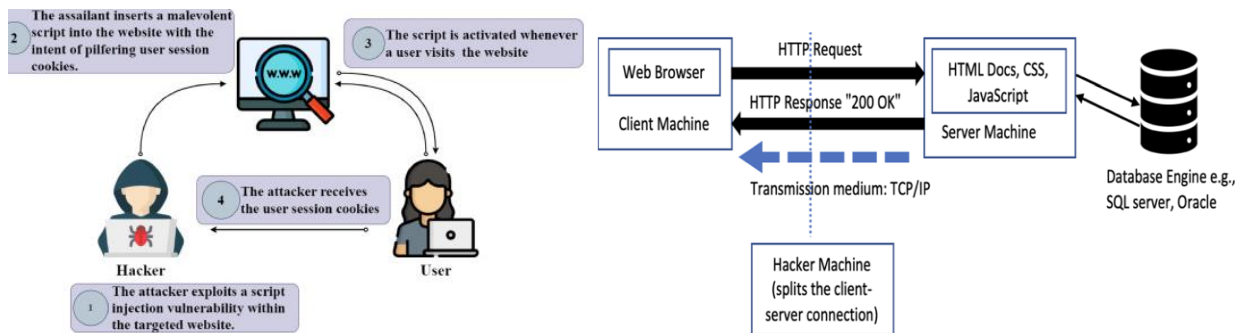 2
The assailant inserts a malevolent
script into the website with the
intent of pilfering user session
cookies.
3
The script is activated whenever
a user visits the website
W.W.W
4
The attacker receives
the user session cookies
Hacker
User
1
The attacker exploits a script
injection vulnerability within
the targeted website.
HTTP Request
Web Browser
Client Machine
HTTP Response "200 OK"
HTML Docs, CSS,
JavaScript
Server Machine
Transmission medium: TCP/IP
Database Engine e.g.,
SQL server, Oracle
Hacker Machine
(splits the client-
server connection)